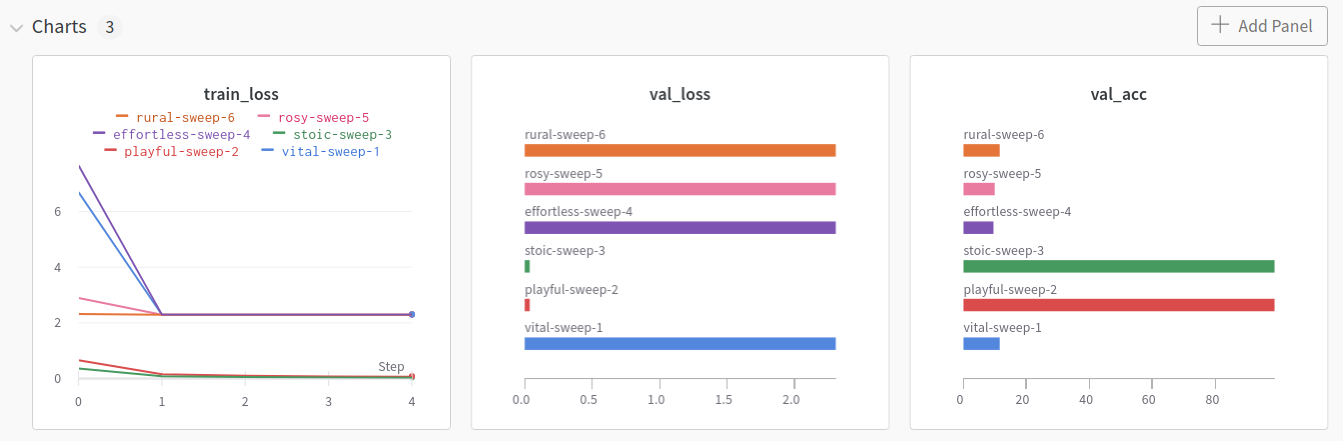 Charts 3
Add Panel
train_loss
rural-sweep-6 rosy-sweep-5
effortless-sweep-4 stoic-sweep-3
playful-sweep-2 vital-sweep-1
6
4
2
0
Step
0 1 2 3 4
val_loss
rural-sweep-6
rosy-sweep-5
effortless-sweep-4
stoic-sweep-3
playful-sweep-2
vital-sweep-1
0.0 0.5 1.0 1.5 2.0
val_acc
rural-sweep-6
rosy-sweep-5
effortless-sweep-4
stoic-sweep-3
playful-sweep-2
vital-sweep-1
0 20 40 60 80